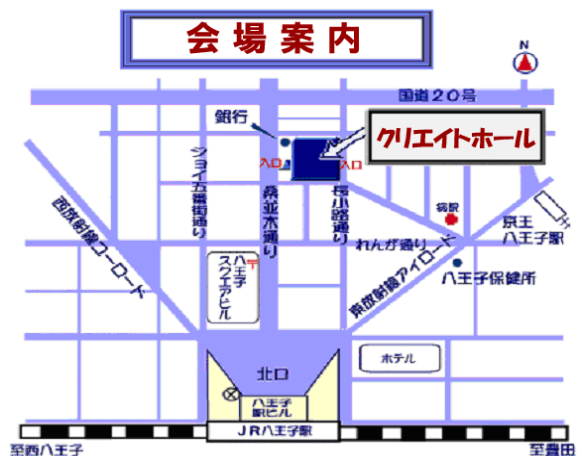 会場案内
N
国道20号
銀行
クリエイトホール
入口
入口
ジョイ五番街通り
桑並木通り
長小路通り
西放射線ユーロード
病院
京王
八王子駅
れんが通り
東放射線アイロード
八王子保健所
八王子
スクエアビル
〒
北口
ホテル
八王子
駅ビル
JR八王子駅
至西八王子
至豊田